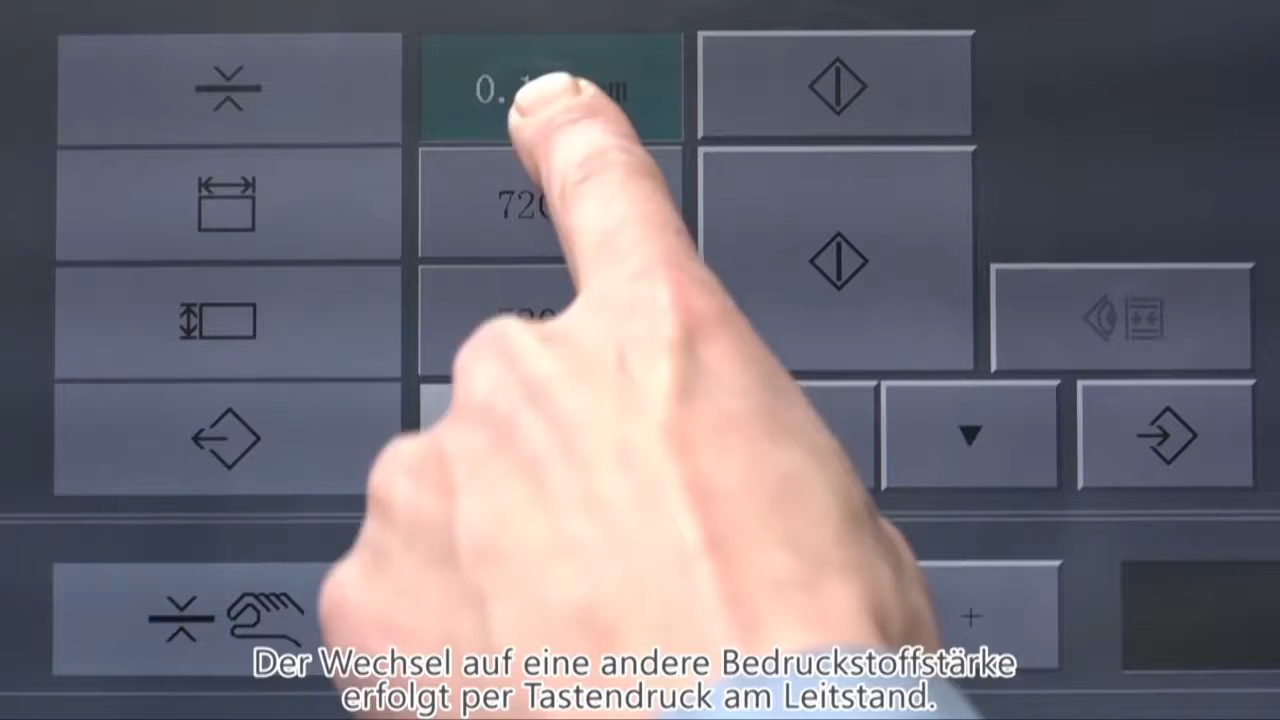 +
Der Wechsel auf eine andere Bedruckstoffstärke
erfolgt per Tastendruck am Leitstand.